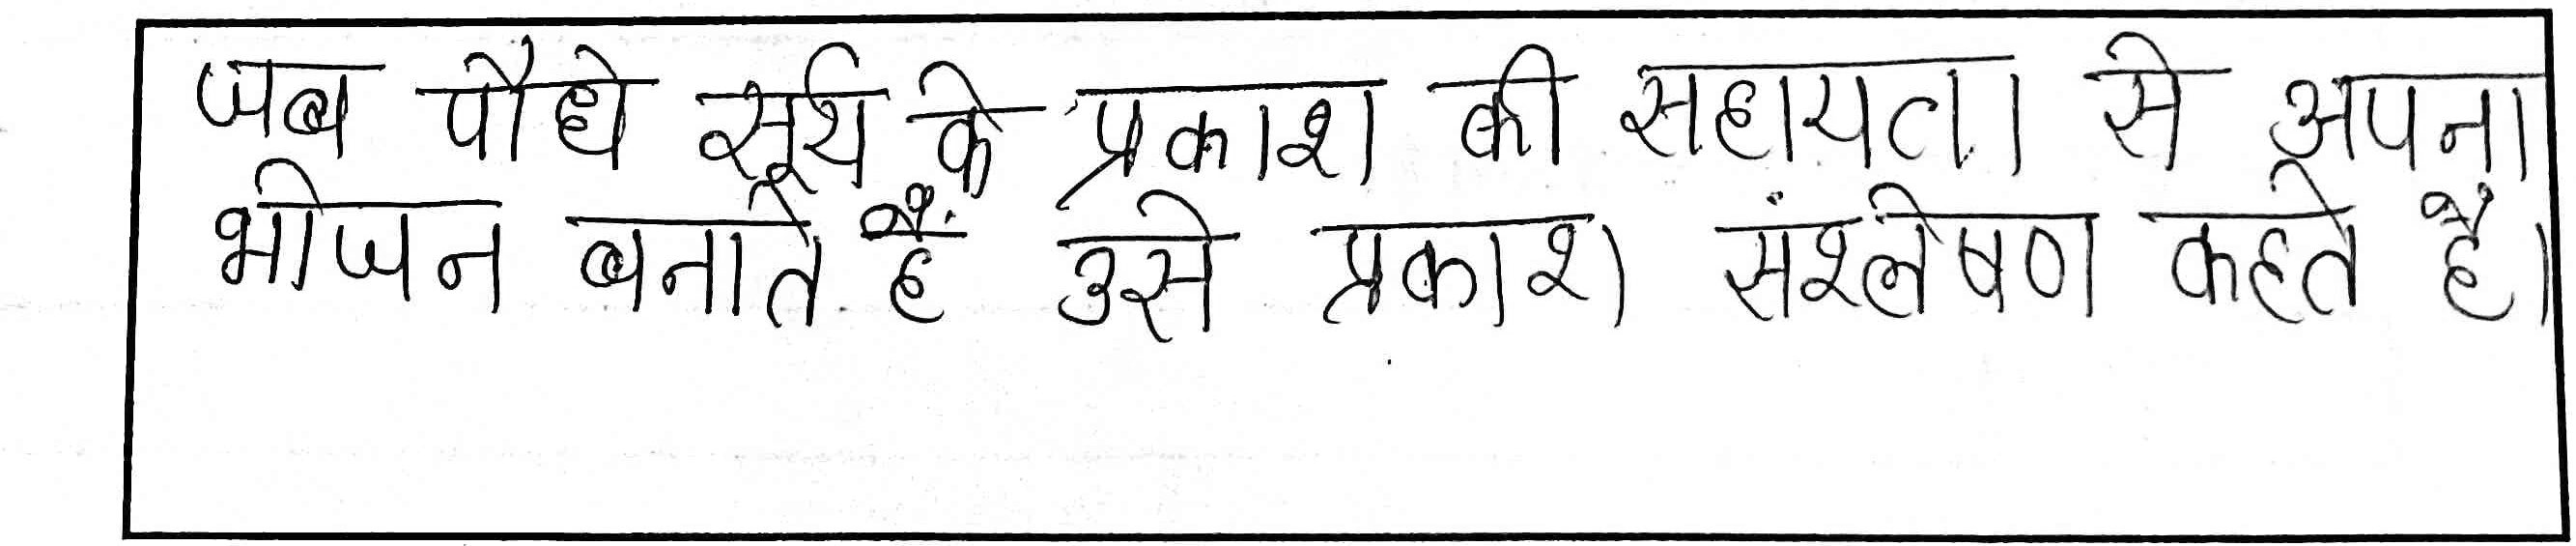 जब पौधे सूर्य के प्रकाश की सहायता से अपना
भोजन बनाते हैं उसे प्रकाश संश्लेषण कहते है।